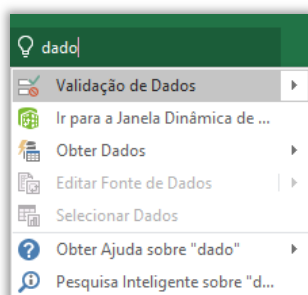 dado
Validação de Dados
Ir para a Janela Dinâmica de ...
Obter Dados
Editar Fonte de Dados
Selecionar Dados
Obter Ajuda sobre "dado"
Pesquisa Inteligente sobre "d...